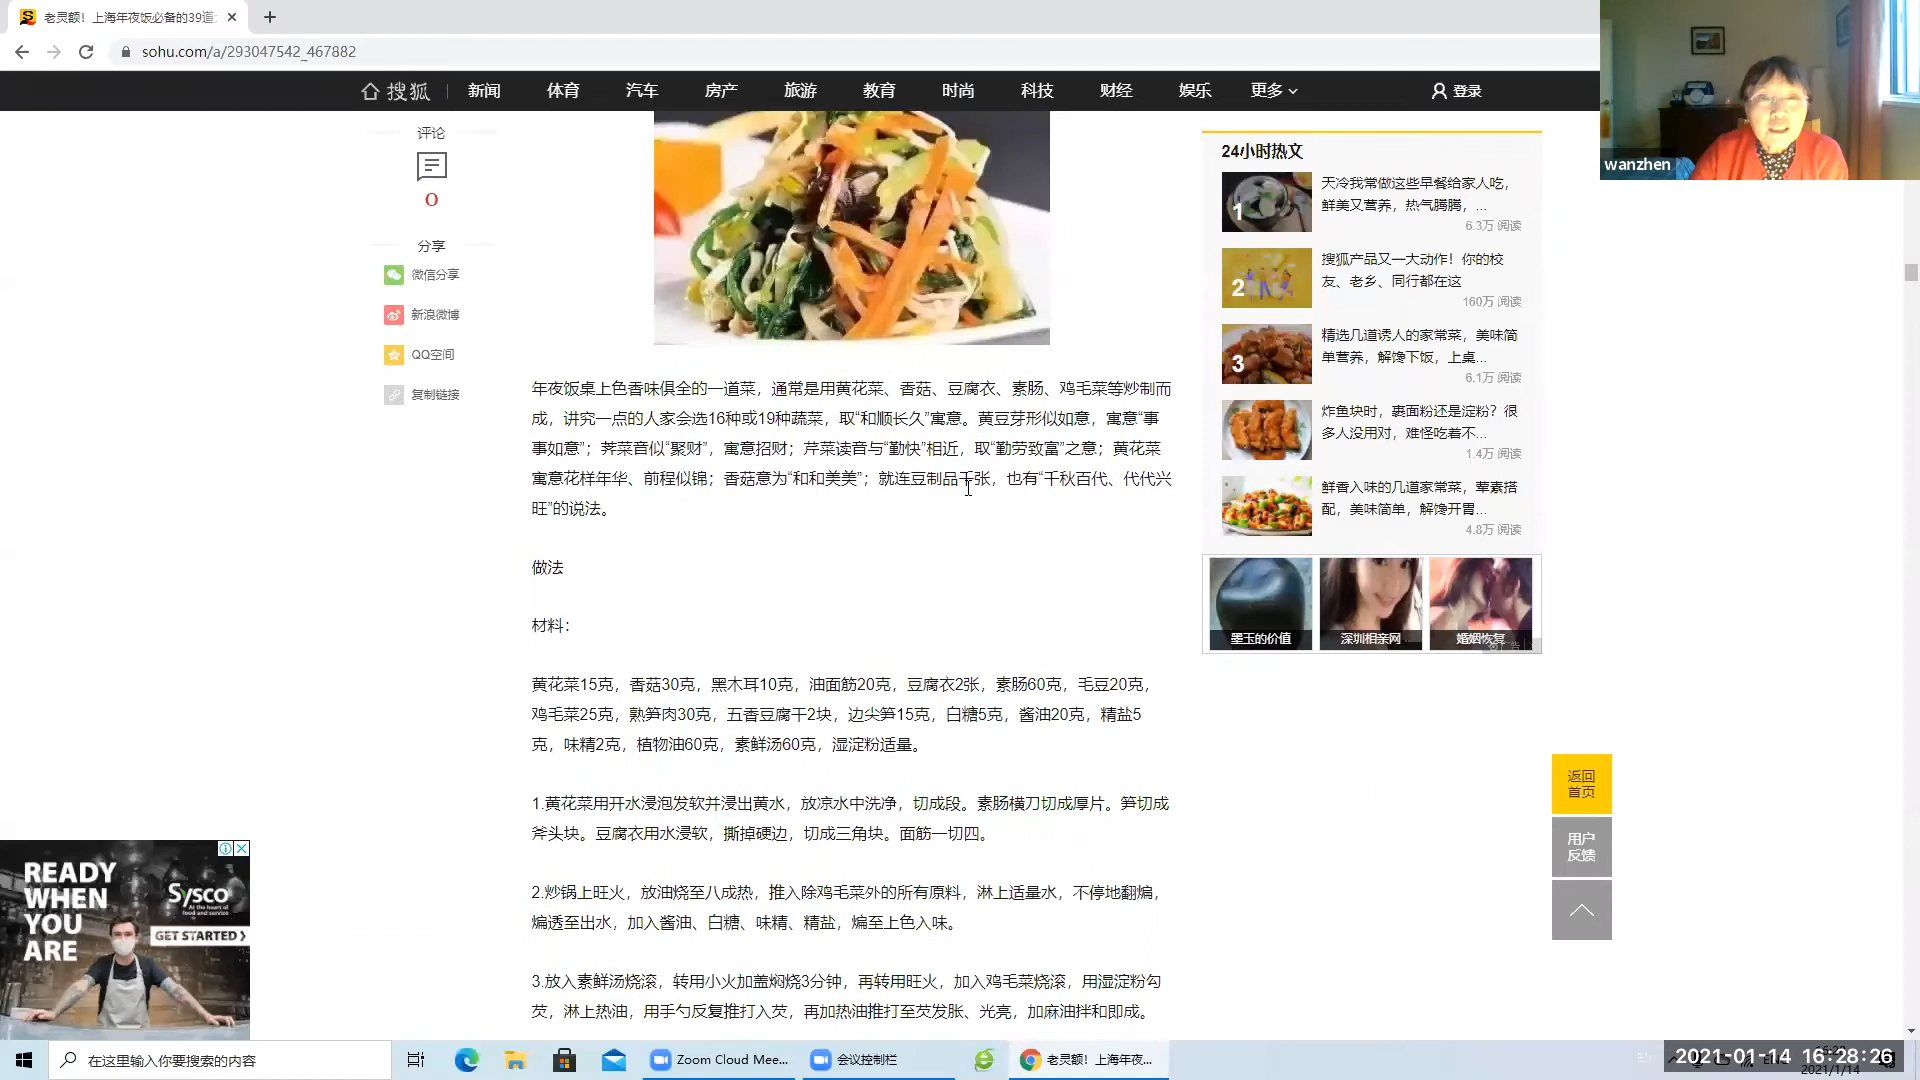 老灵额！上海年夜饭必备的39道
sohu.com/a/293047542_467882
搜狐 新闻 体育 汽车 房产 旅游 教育 时尚 科技 财经 娱乐 更多 登录
wanzhen
评论
0
分享
微信分享
新浪微博
QQ空间
复制链接
年夜饭桌上色香味俱全的一道菜，通常是用黄花菜、香菇、豆腐衣、素肠、鸡毛菜等炒制而
成，讲究一点的人家会选16种或19种蔬菜，取“和顺长久”寓意。黄豆芽形似如意，寓意“事
事如意”；荠菜音似“聚财”，寓意招财；芹菜读音与“勤快”相近，取“勤劳致富”之意；黄花菜
寓意花样年华、前程似锦；香菇意为“和和美美”；就连豆制品千张，也有“千秋百代、代代兴
旺”的说法。
做法
材料：
黄花菜15克，香菇30克，黑木耳10克，油面筋20克，豆腐衣2张，素肠60克，毛豆20克，
鸡毛菜25克，熟笋肉30克，五香豆腐干2块，边尖笋15克，白糖5克，酱油20克，精盐5
克，味精2克，植物油60克，素鲜汤60克，湿淀粉适量。
1.黄花菜用开水浸泡发软并浸出黄水，放凉水中洗净，切成段。素肠横刀切成厚片。笋切成
斧头块。豆腐衣用水浸软，撕掉硬边，切成三角块。面筋一切四。
2.炒锅上旺火，放油烧至八成热，推入除鸡毛菜外的所有原料，淋上适量水，不停地翻煸，
煸透至出水，加入酱油、白糖、味精、精盐，煸至上色入味。
3.放入素鲜汤烧滚，转用小火加盖焖烧3分钟，再转用旺火，加入鸡毛菜烧滚，用湿淀粉勾
芡，淋上热油，用手勺反复推打入芡，再加热油推打至芡发胀、光亮，加麻油拌和即成。
24小时热文
1
天冷我常做这些早餐给家人吃，
鲜美又营养，热气腾腾，...
6.3万 阅读
2
搜狐产品又一大动作！你的校
友、老乡、同行都在这
160万 阅读
3
精选几道诱人的家常菜，美味简
单营养，解馋下饭，上桌...
6.1万 阅读
炸鱼块时，裹面粉还是淀粉？很
多人没用对，难怪吃着不...
1.4万 阅读
鲜香入味的几道家常菜，荤素搭
配，美味简单，解馋开胃...
4.8万 阅读
墨玉的价值 深圳相亲网 婚姻恢复
返回
首页
用户
反馈
READY
WHEN
YOU
ARE
Sysco
At the heart of
food and service
GET STARTED
在这里输入你要搜索的内容
Zoom Cloud Mee...
会议控制栏
老灵额！上海年夜...
2021-01-14 16:28:26
2021/1/14